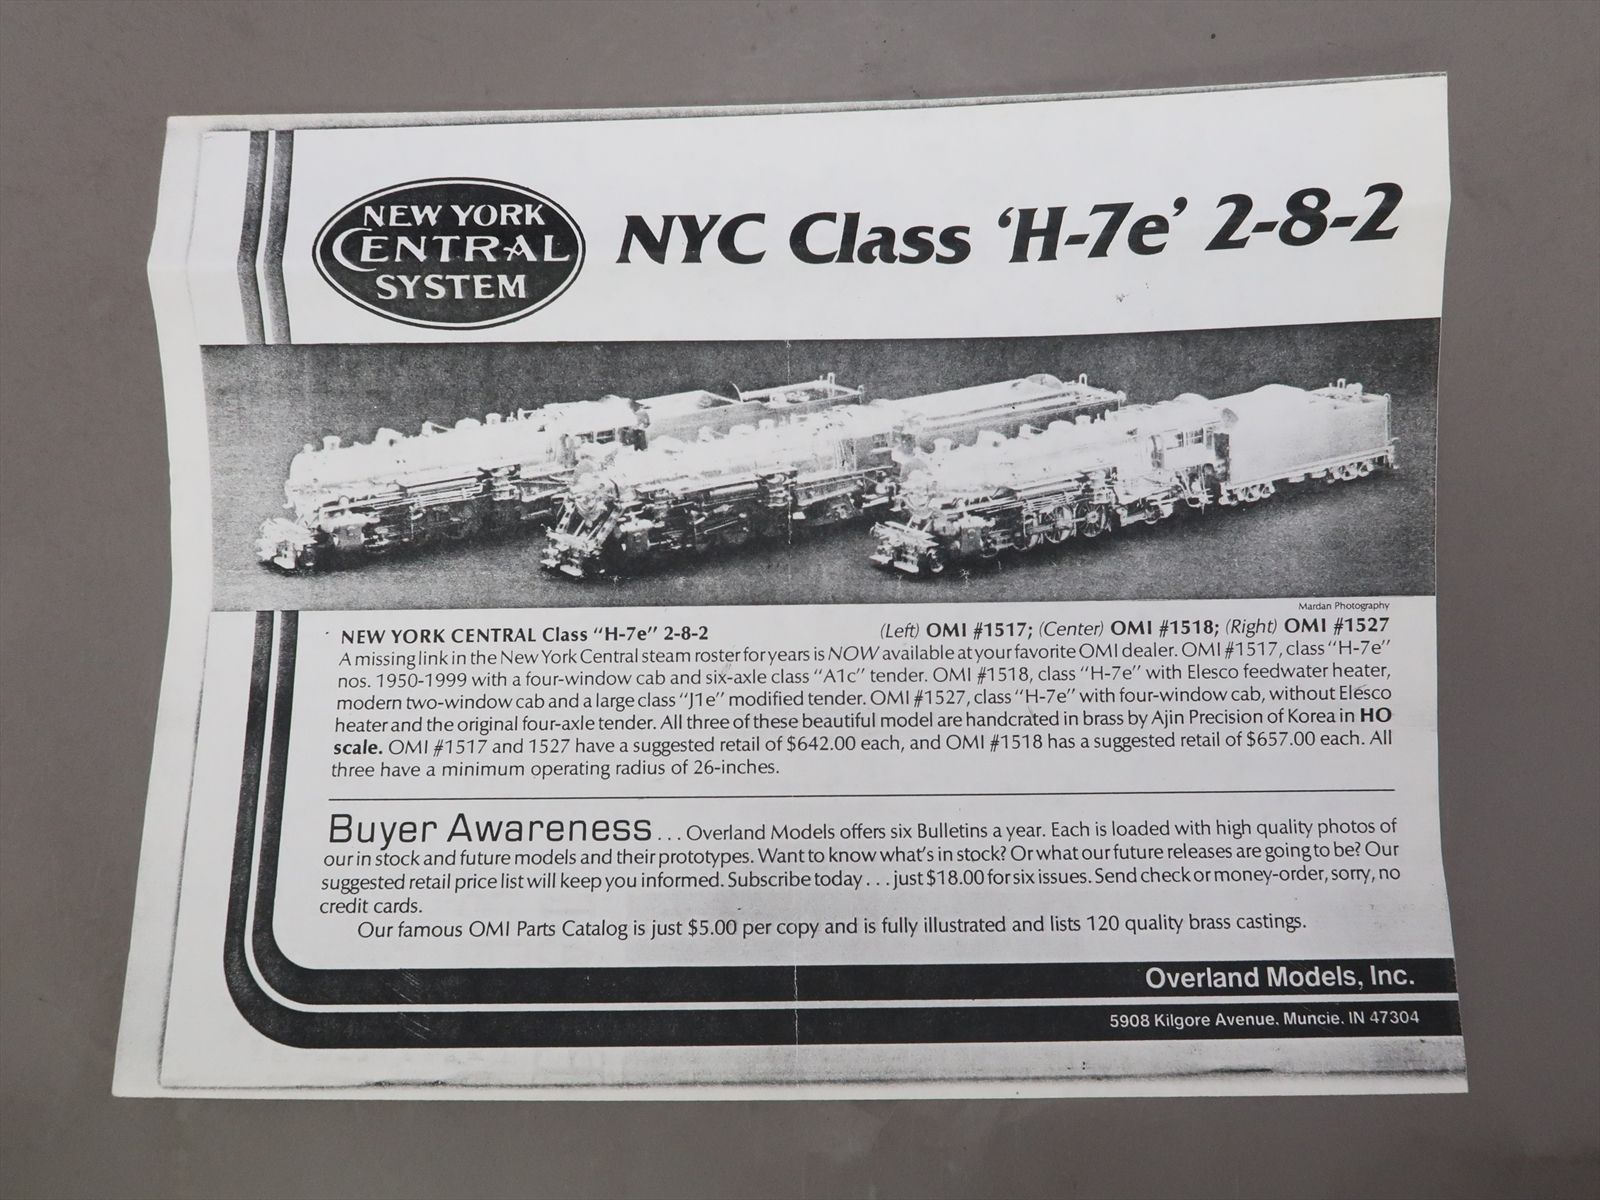 NEW YORK
CENTRAL
SYSTEM
NYC Class ‘H-7e’ 2-8-2
Mardan Photography
NEW YORK CENTRAL Class “H-7e” 2-8-2 (Left) OMI #1517; (Center) OMI #1518; (Right) OMI #1527
A missing link in the New York Central steam roster for years is NOW available at your favorite OMI dealer. OMI #1517, class “H-7e”
nos. 1950-1999 with a four-window cab and six-axle class “A1c” tender. OMI #1518, class “H-7e” with Elesco feedwater heater,
modern two-window cab and a large class “J1e” modified tender. OMI #1527, class “H-7e” with four-window cab, without Elesco
heater and the original four-axle tender. All three of these beautiful model are handcrated in brass by Ajin Precision of Korea in HO
scale. OMI #1517 and 1527 have a suggested retail of $642.00 each, and OMI #1518 has a suggested retail of $657.00 each. All
three have a minimum operating radius of 26-inches.
Buyer Awareness . . . Overland Models offers six Bulletins a year. Each is loaded with high quality photos of
our in stock and future models and their prototypes. Want to know what's in stock? Or what our future releases are going to be? Our
suggested retail price list will keep you informed. Subscribe today . . . just $18.00 for six issues. Send check or money-order, sorry, no
credit cards.
Our famous OMI Parts Catalog is just $5.00 per copy and is fully illustrated and lists 120 quality brass castings.
Overland Models, Inc.
5908 Kilgore Avenue, Muncie, IN 47304